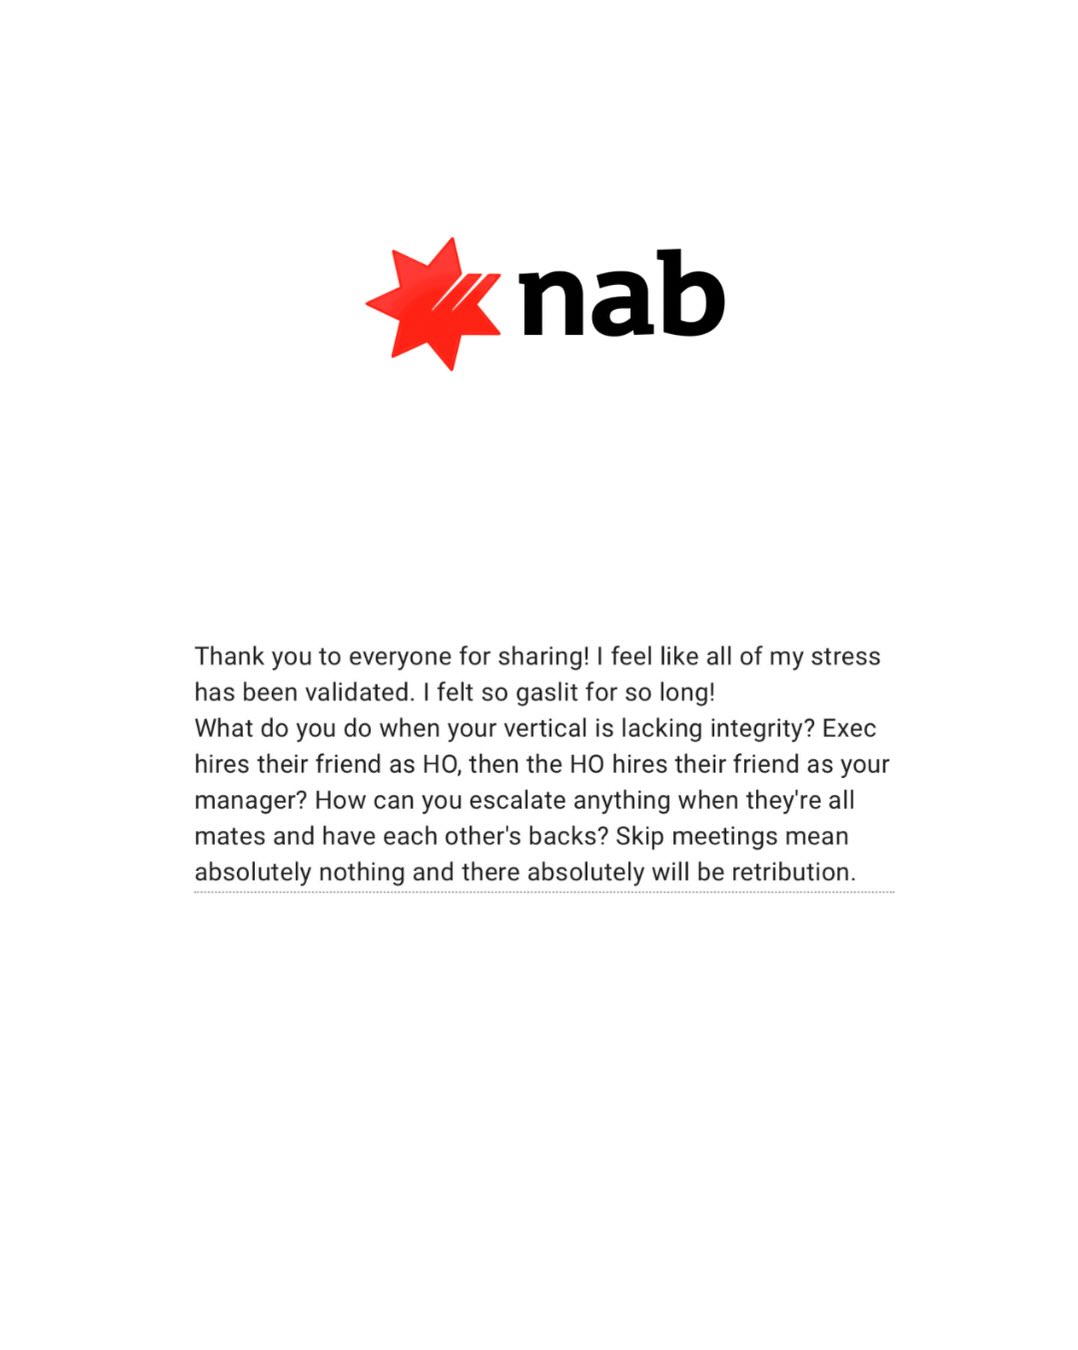 nab
Thank you to everyone for sharing! I feel like all of my stress
has been validated. I felt so gaslit for so long!
What do you do when your vertical is lacking integrity? Exec
hires their friend as HO, then the HO hires their friend as your
manager? How can you escalate anything when they're all
mates and have each other's backs? Skip meetings mean
absolutely nothing and there absolutely will be retribution.